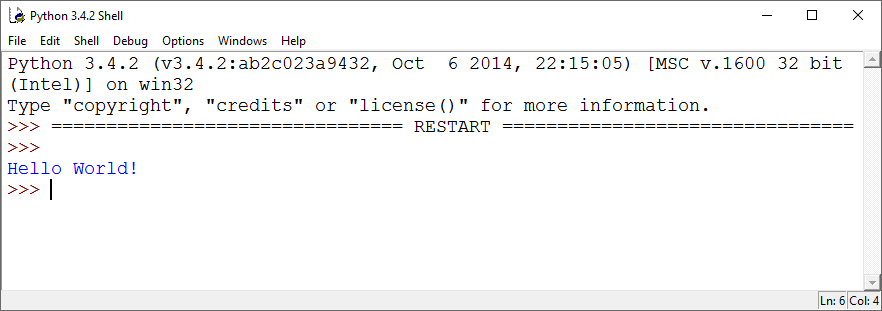 Python 3.4.2 Shell
File Edit Shell Debug Options Windows Help
Python 3.4.2 (v3.4.2:ab2c023a9432, Oct  6 2014, 22:15:05) [MSC v.1600 32 bit
(Intel)] on win32
Type "copyright", "credits" or "license()" for more information.
>>> ================================ RESTART ================================
>>>
Hello World!
>>>
Ln: 6 Col: 4